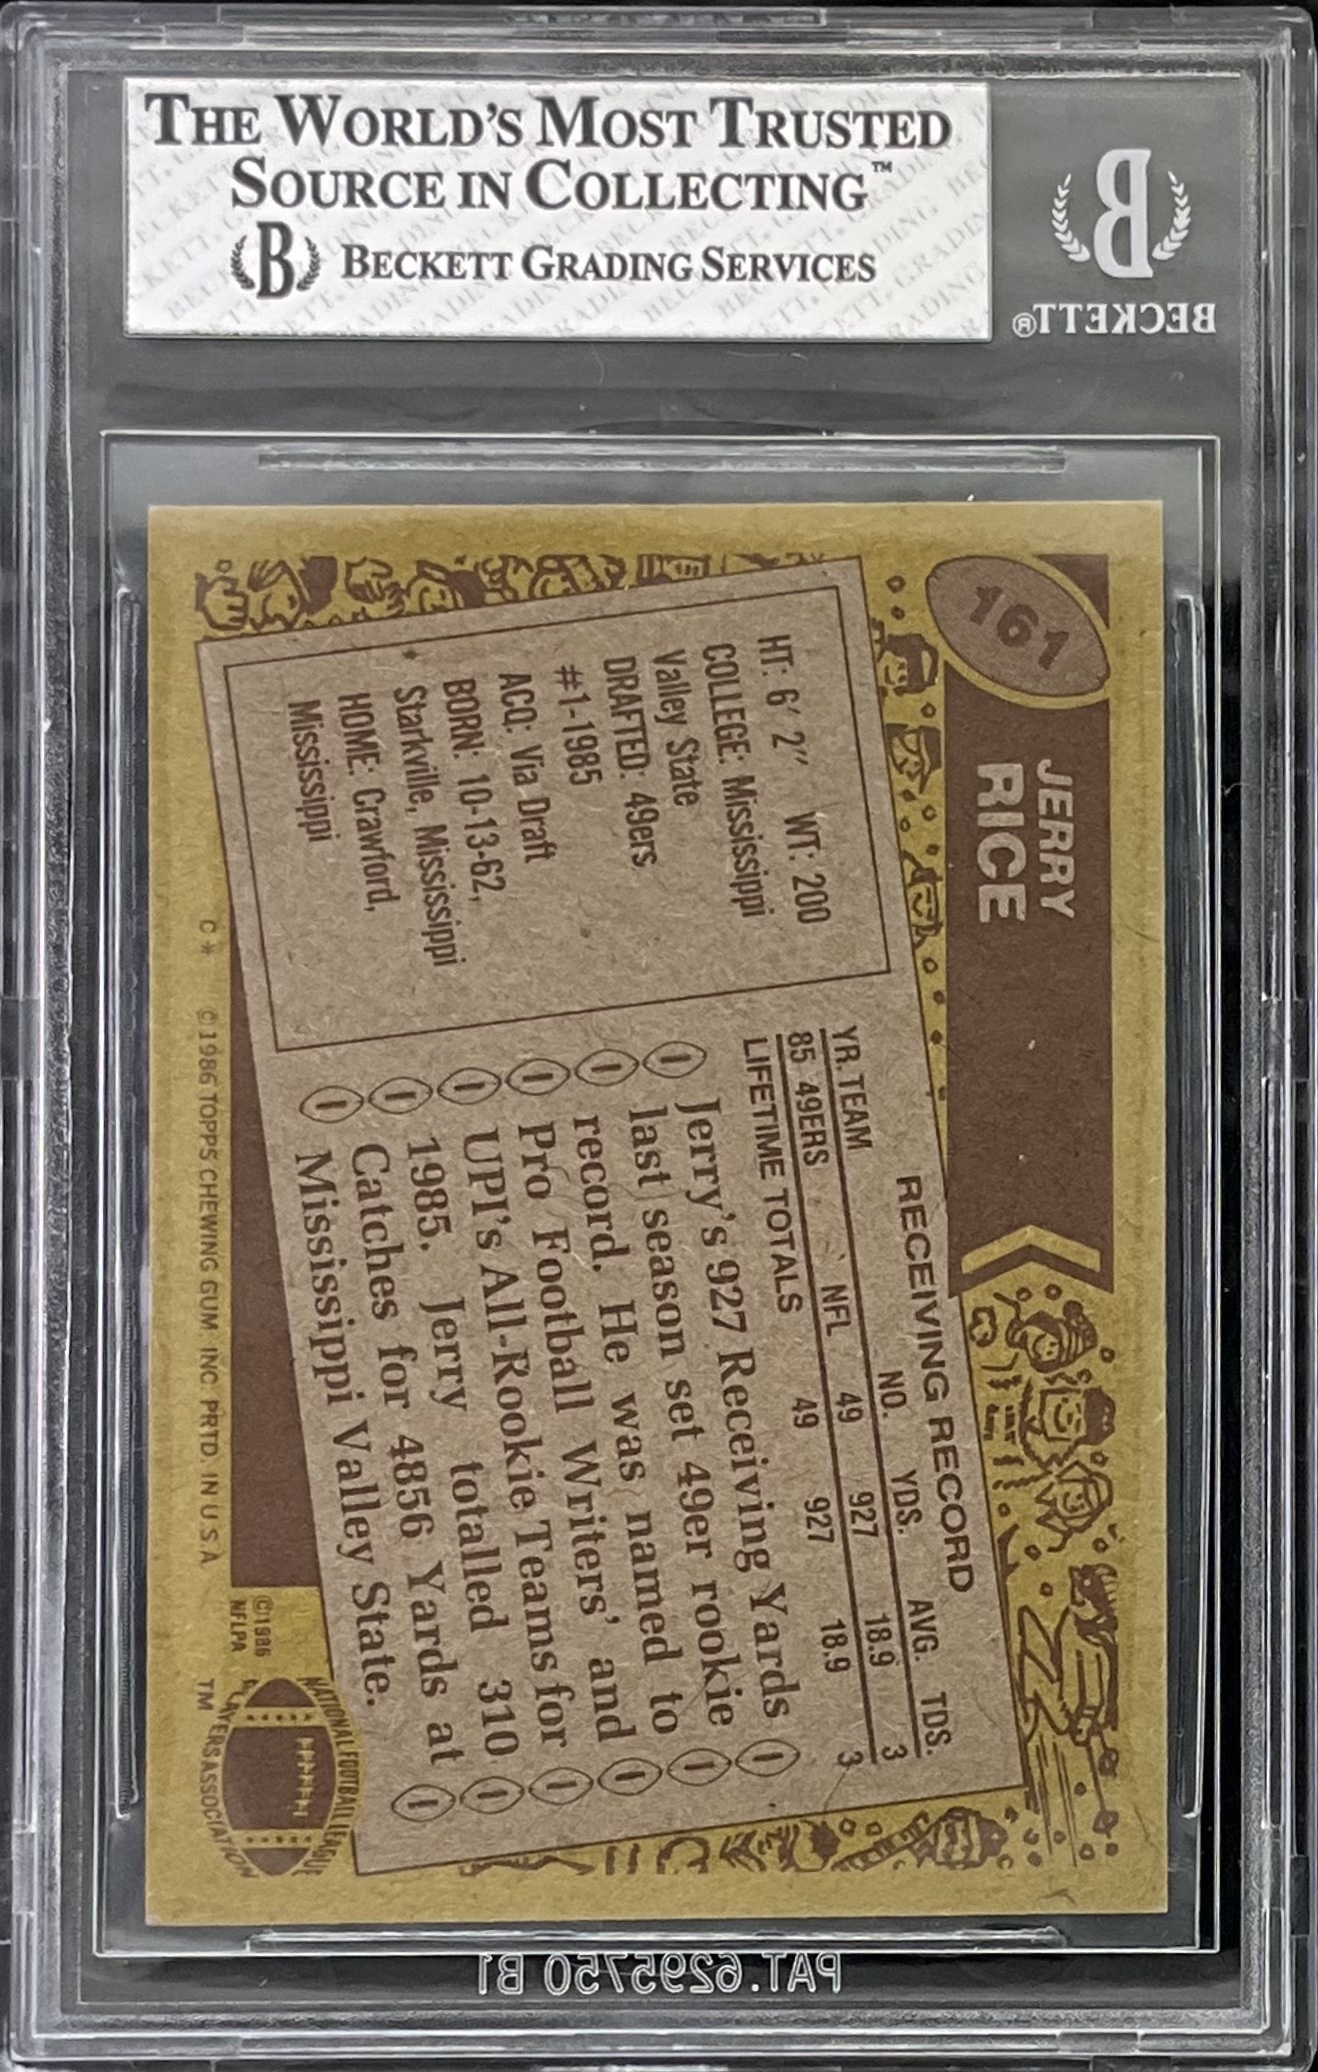 THE WORLD'S MOST TRUSTED
SOURCE IN COLLECTING™
B BECKETT GRADING SERVICES
B
BECKETT®
161
JERRY
RICE
HT: 6' 2" WT: 200
COLLEGE: Mississippi
Valley State
DRAFTED: 49ers
#1-1985
ACQ: Via Draft
BORN: 10-13-62,
Starkville, Mississippi
HOME: Crawford,
Mississippi
RECEIVING RECORD
YR. TEAM NO. YDS. AVG. TDS.
85 49ERS NFL 49 927 18.9 3
LIFETIME TOTALS 49 927 18.9 3
Jerry's 927 Receiving Yards
last season set 49er rookie
record. He was named to
Pro Football Writers' and
UPI's All-Rookie Teams for
1985. Jerry totalled 310
Catches for 4856 Yards at
Mississippi Valley State.
C* ©1986 TOPPS CHEWING GUM. INC PRTD. IN U.S.A
©1986
NFLPA
TM
NATIONAL FOOTBALL LEAGUE
PLAYERS ASSOCIATION
PAT.6295750 B1